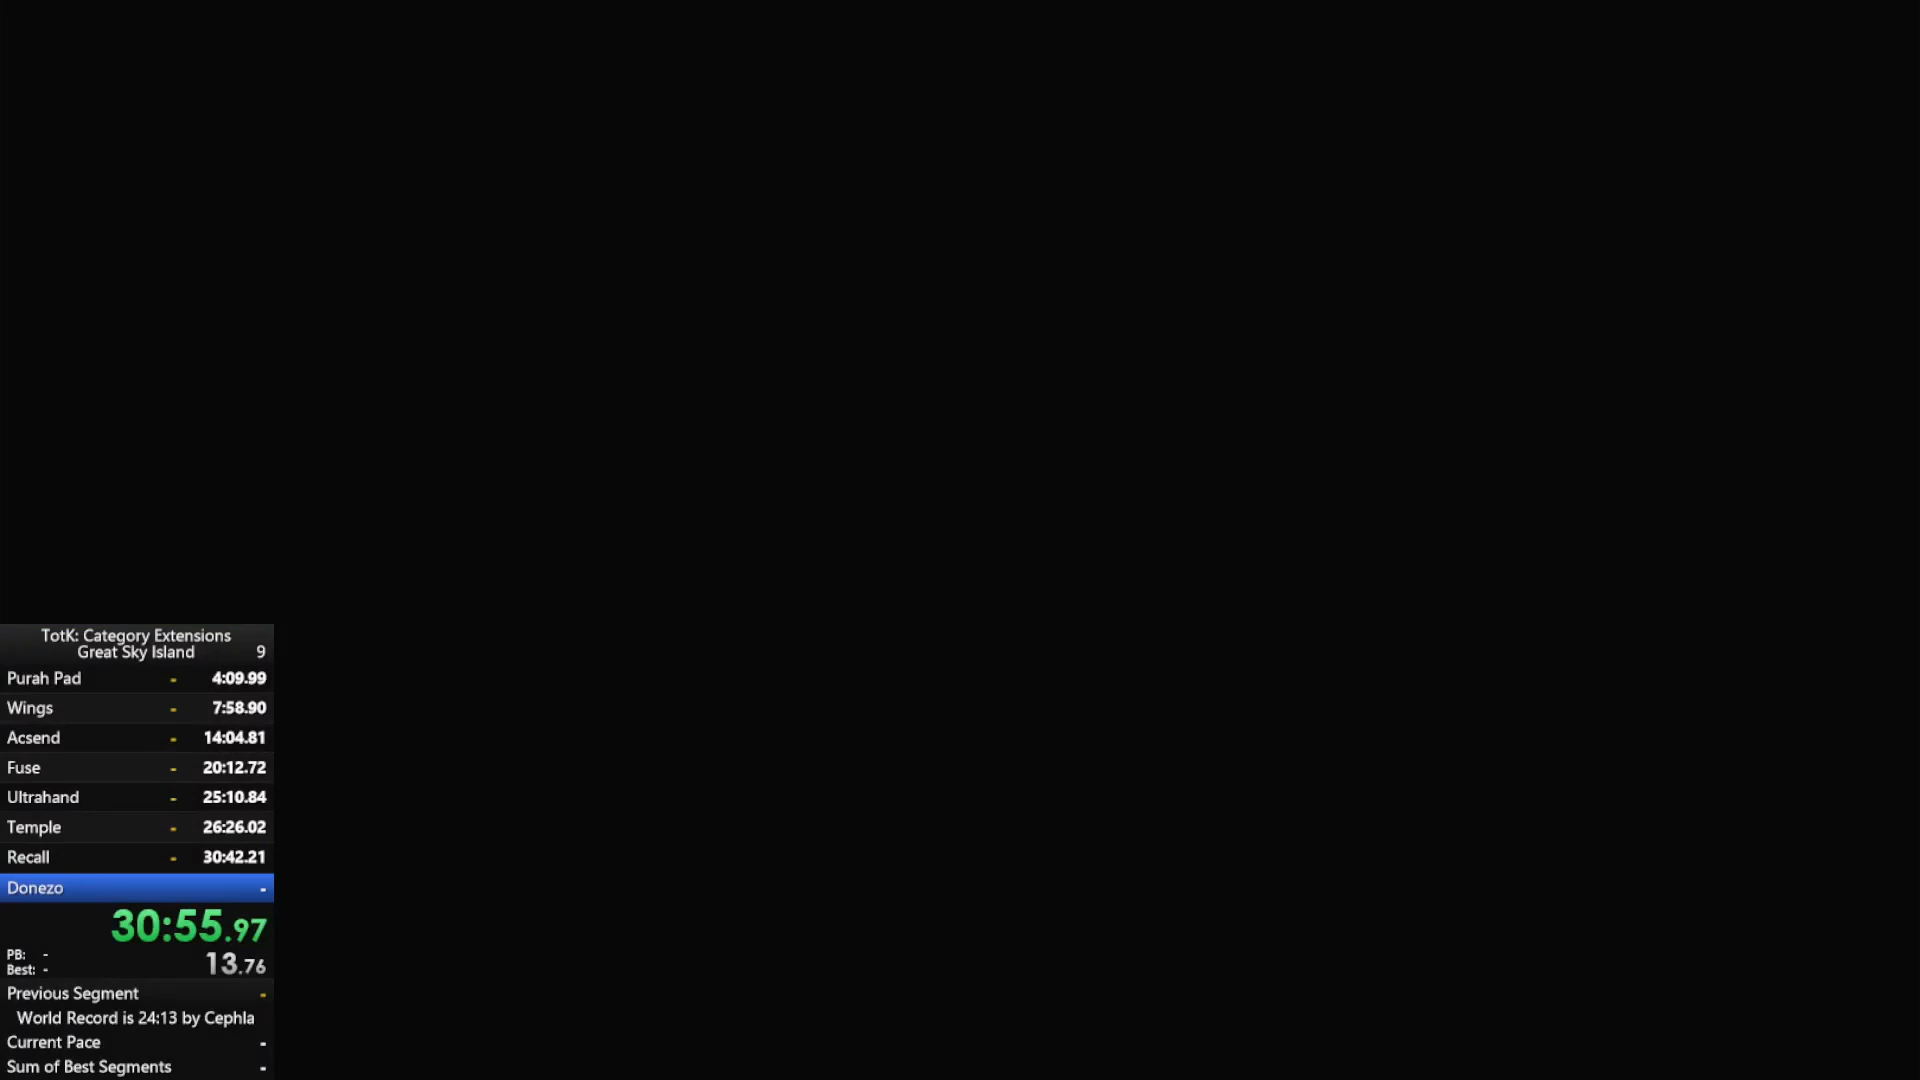 TotK: Category Extensions
Great Sky Island 9
Purah Pad - 4:09.99
Wings - 7:58.90
Acsend - 14:04.81
Fuse - 20:12.72
Ultrahand - 25:10.84
Temple - 26:26.02
Recall - 30:42.21
Donezo -
30:55.97
PB: -
Best: -
13.76
Previous Segment -
World Record is 24:13 by Cephla
Current Pace -
Sum of Best Segments -